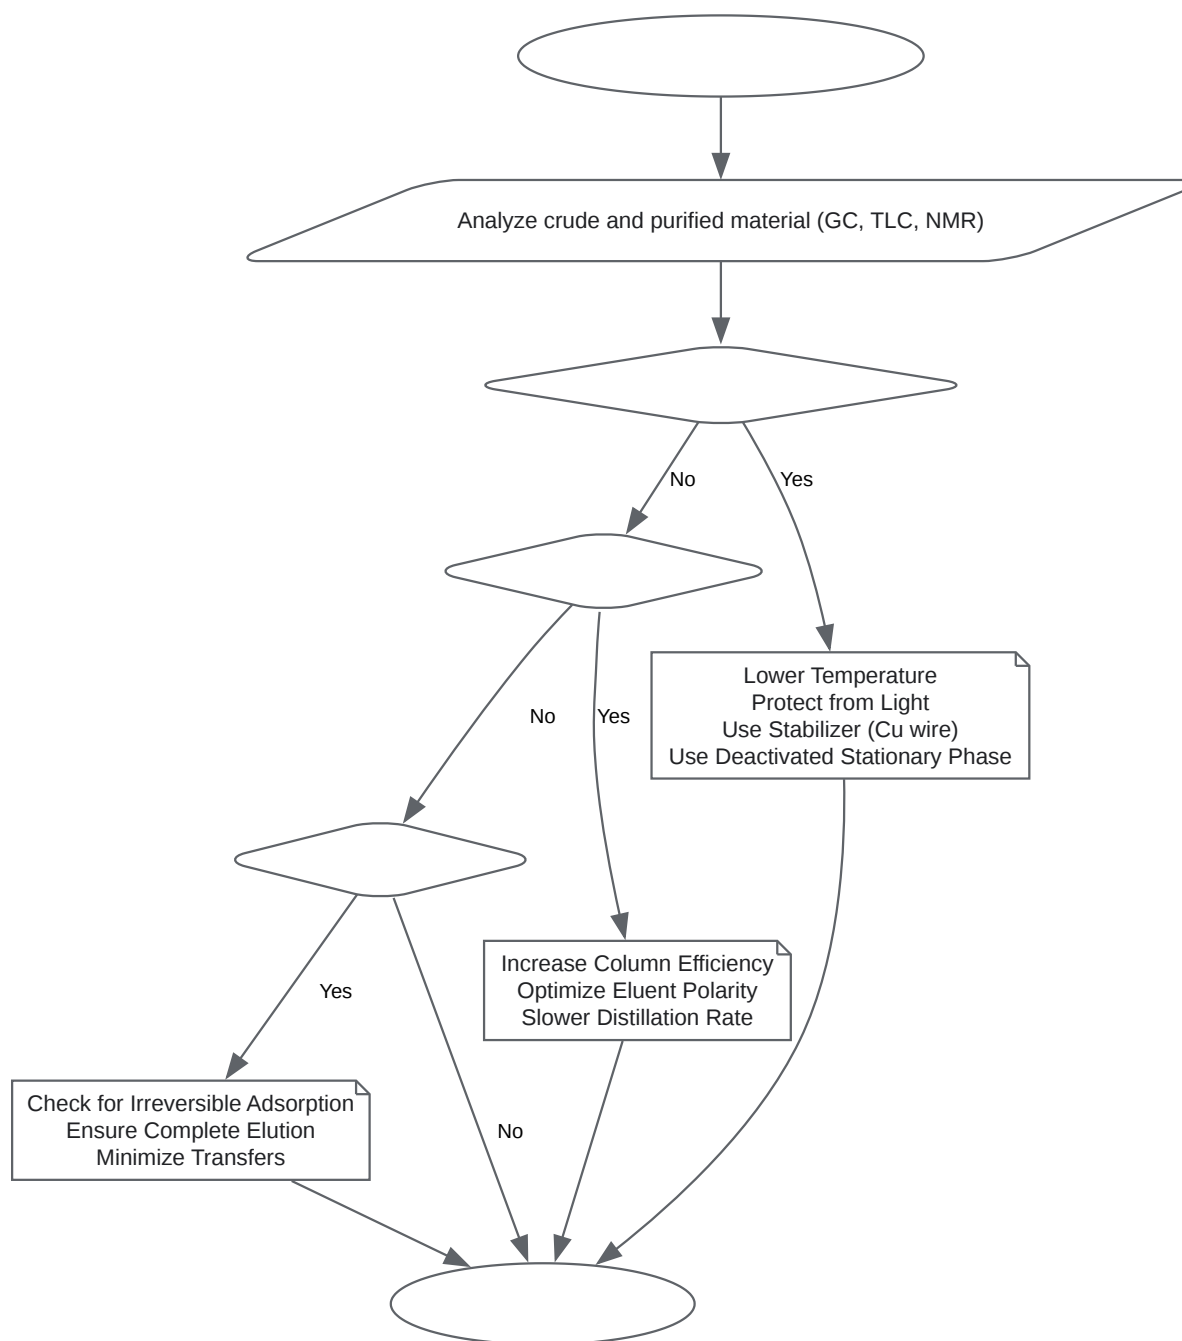 Analyze crude and purified material (GC, TLC, NMR)
No
Yes
Lower Temperature
Protect from Light
Use Stabilizer (Cu wire)
Use Deactivated Stationary Phase
No
Yes
Increase Column Efficiency
Optimize Eluent Polarity
Slower Distillation Rate
Yes
Check for Irreversible Adsorption
Ensure Complete Elution
Minimize Transfers
No